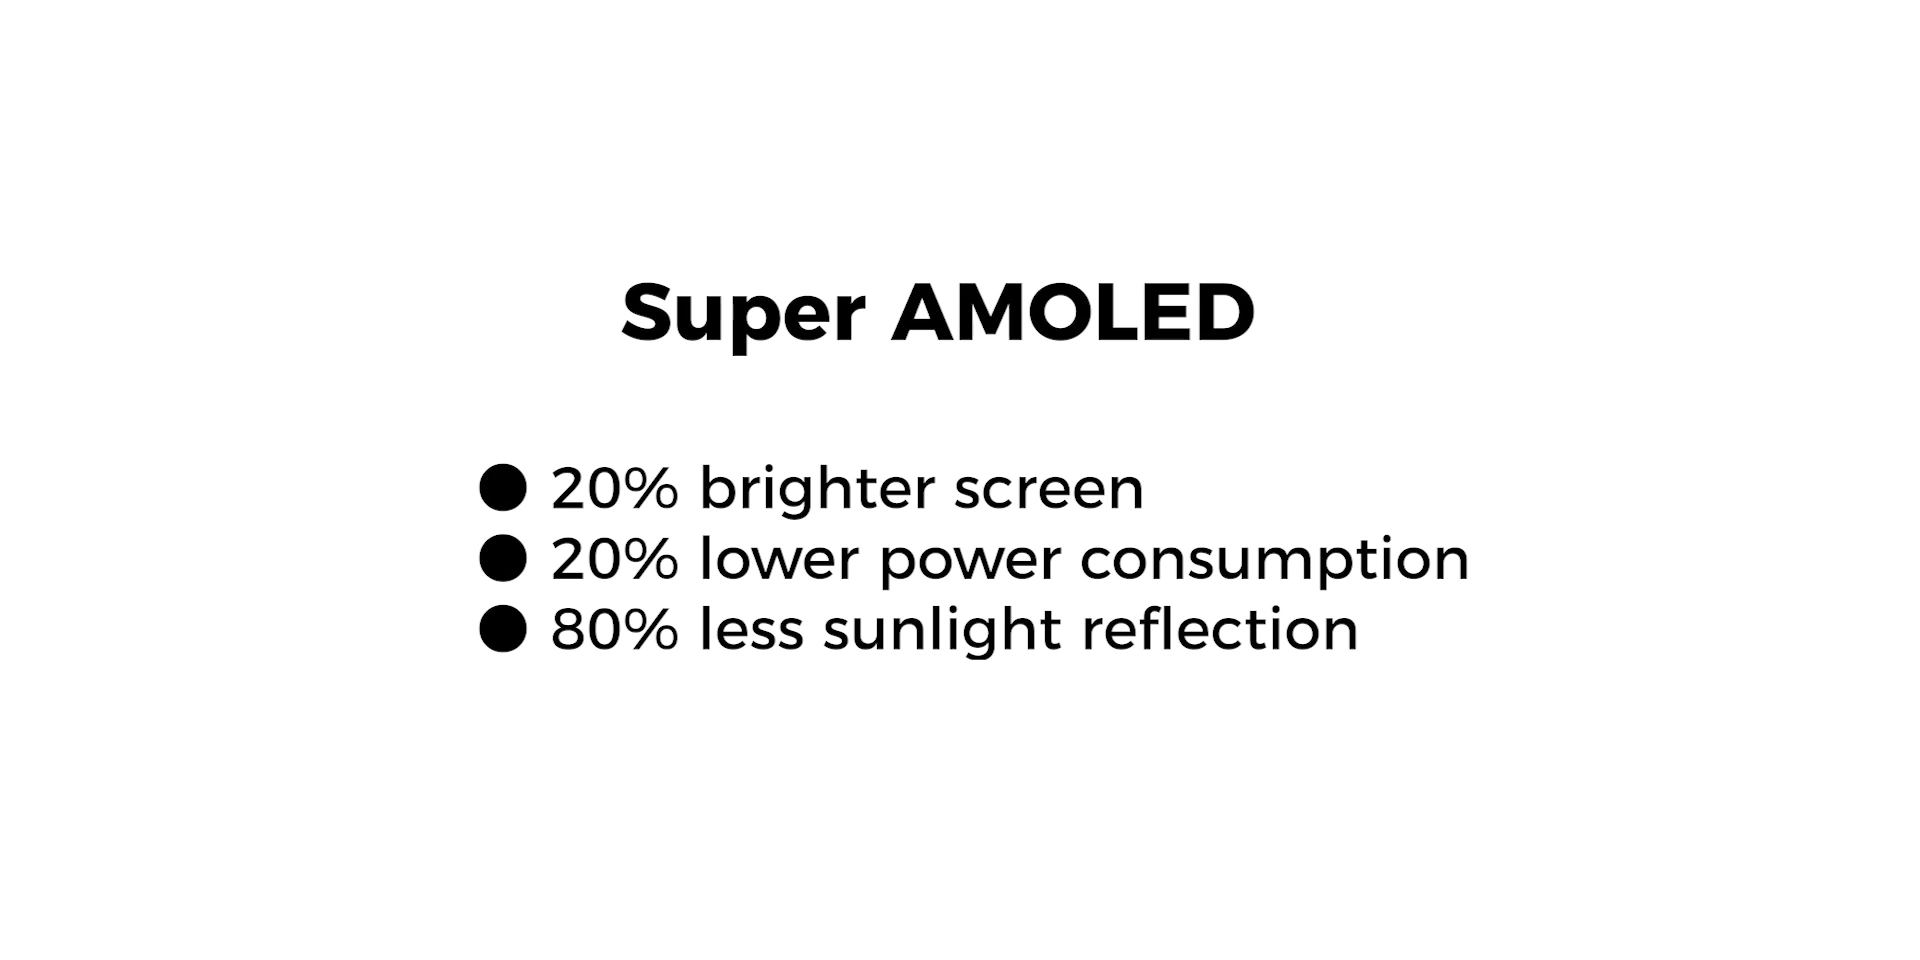 Super AMOLED
● 20% brighter screen
● 20% lower power consumption
● 80% less sunlight reflection